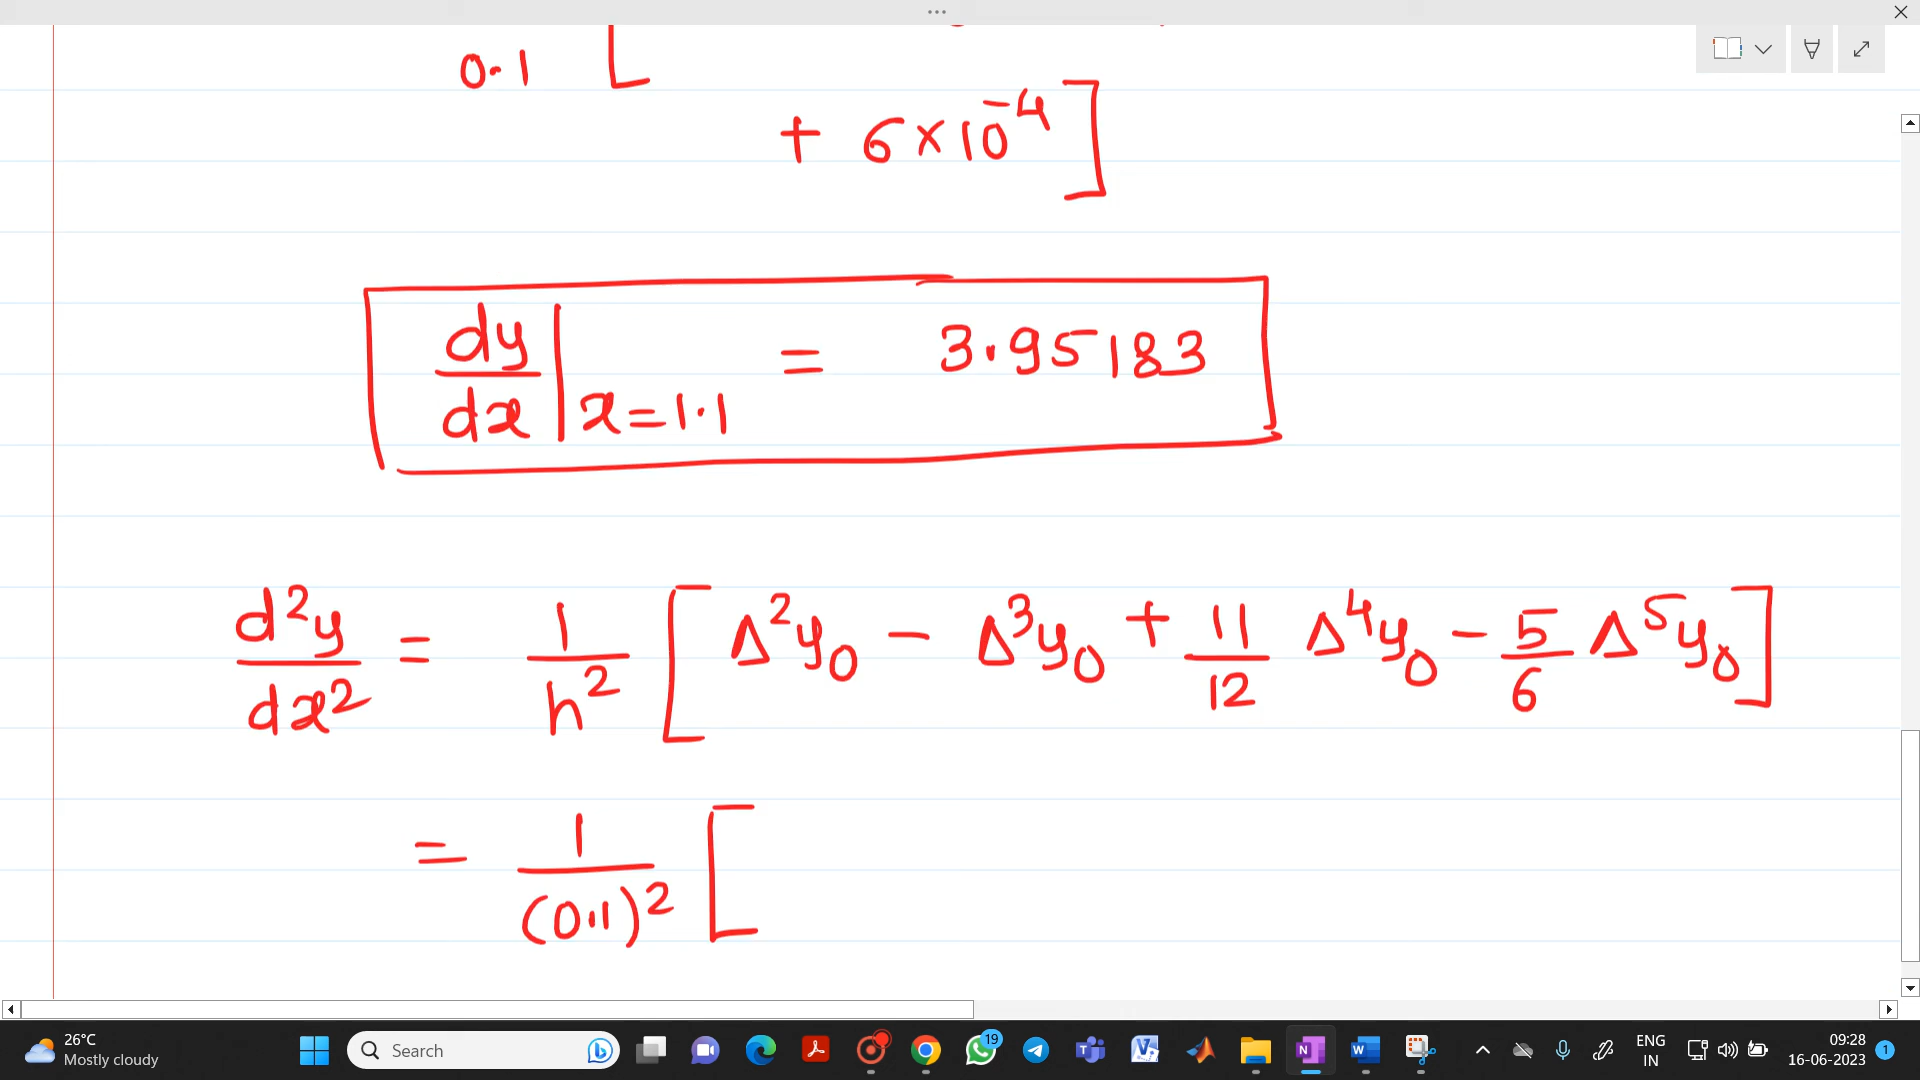 0.1 [
+ 6×10⁻⁴ ]
dy/dx | x=1.1 = 3.95183
d²y/dx² = 1/h² [ Δ²y₀ − Δ³y₀ + 11/12 Δ⁴y₀ − 5/6 Δ⁵y₀ ]
= 1/(0.1)² [
26°C
Mostly cloudy
Search
19
ENG
IN
09:28
16-06-2023
1